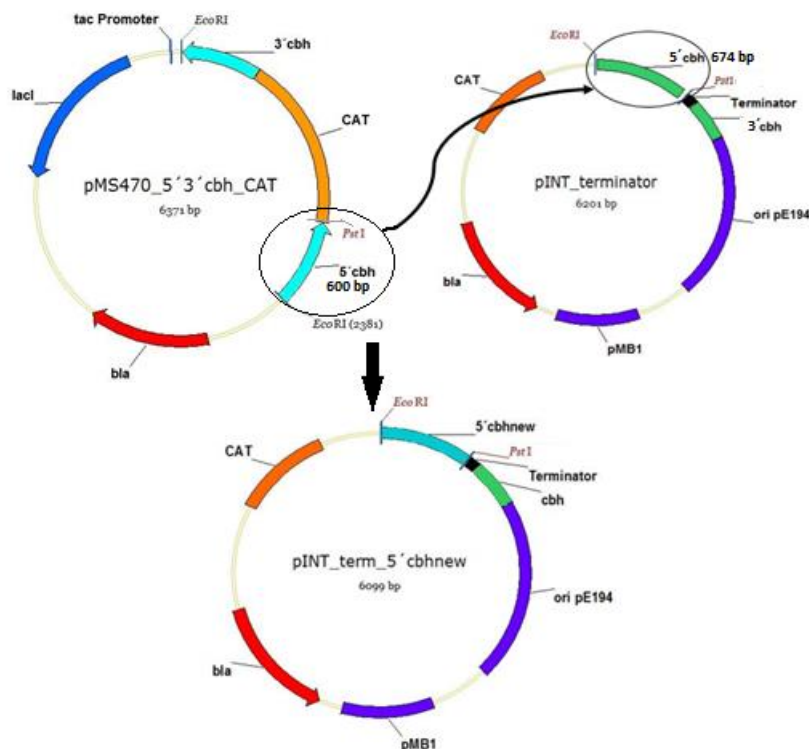 tac Promoter
EcoRI
3´cbh
lacI
CAT
pMS470_5´3´cbh_CAT
6371 bp
PstI
5´cbh
600 bp
EcoRI (2381)
bla
EcoRI
5´cbh 674 bp
CAT
Pst1
Terminator
3´cbh
pINT_terminator
6201 bp
ori pE194
bla
pMB1
EcoRI
5´cbhnew
CAT
Pst1
Terminator
cbh
pINT_term_5´cbhnew
6099 bp
ori pE194
bla
pMB1